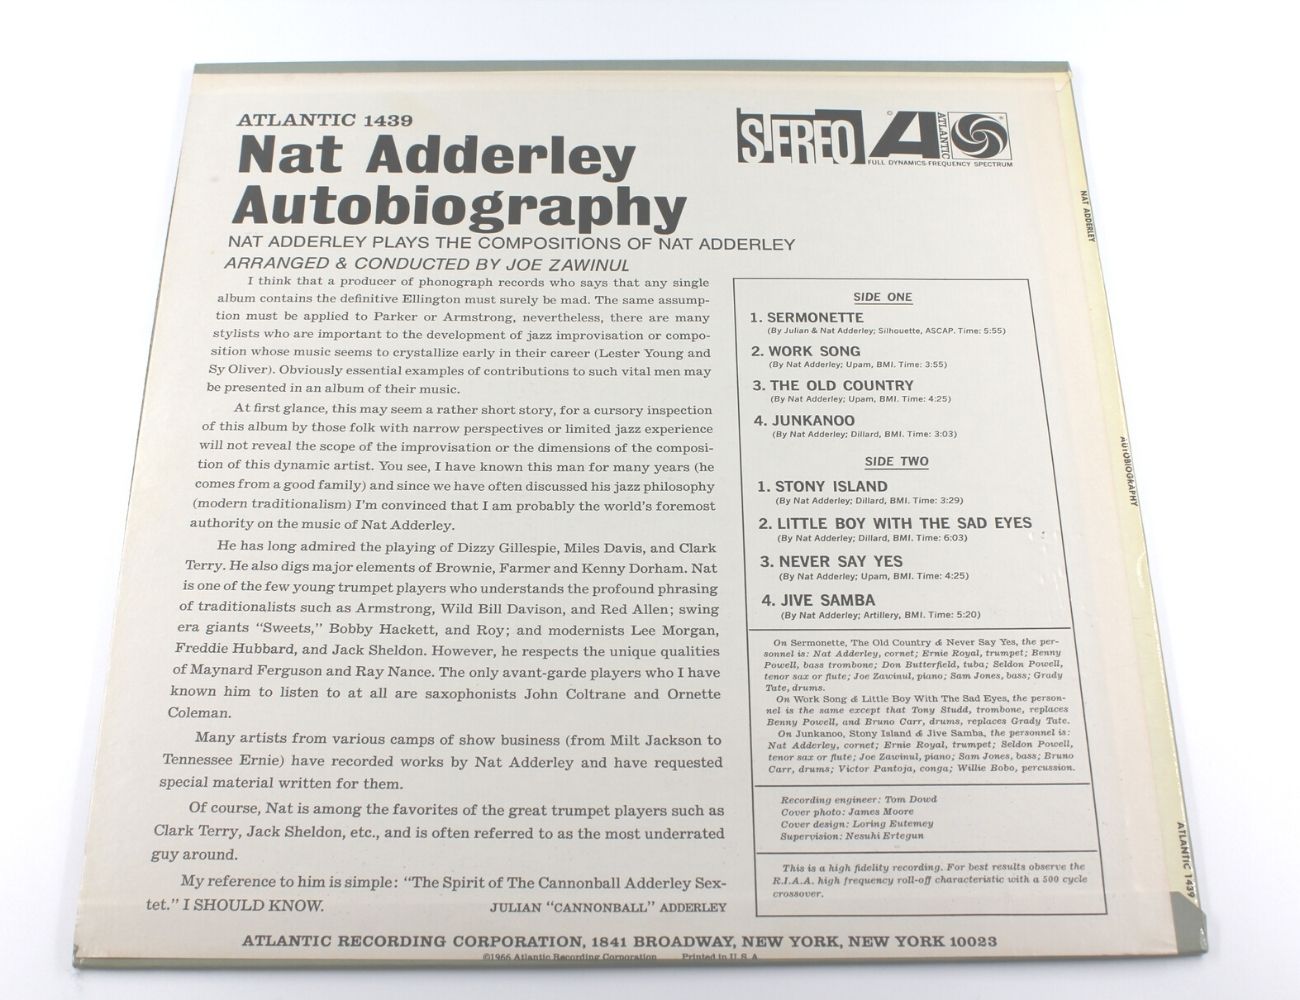 ATLANTIC 1439
Nat Adderley
Autobiography
NAT ADDERLEY PLAYS THE COMPOSITIONS OF NAT ADDERLEY
ARRANGED & CONDUCTED BY JOE ZAWINUL
STEREO
©
A
ATLANTIC
®
FULL DYNAMICS-FREQUENCY SPECTRUM
I think that a producer of phonograph records who says that any single
album contains the definitive Ellington must surely be mad. The same assump-
tion must be applied to Parker or Armstrong, nevertheless, there are many
stylists who are important to the development of jazz improvisation or compo-
sition whose music seems to crystallize early in their career (Lester Young and
Sy Oliver). Obviously essential examples of contributions to such vital men may
be presented in an album of their music.
At first glance, this may seem a rather short story, for a cursory inspection
of this album by those folk with narrow perspectives or limited jazz experience
will not reveal the scope of the improvisation or the dimensions of the composi-
tion of this dynamic artist. You see, I have known this man for many years (he
comes from a good family) and since we have often discussed his jazz philosophy
(modern traditionalism) I'm convinced that I am probably the world's foremost
authority on the music of Nat Adderley.
He has long admired the playing of Dizzy Gillespie, Miles Davis, and Clark
Terry. He also digs major elements of Brownie, Farmer and Kenny Dorham. Nat
is one of the few young trumpet players who understands the profound phrasing
of traditionalists such as Armstrong, Wild Bill Davison, and Red Allen; swing
era giants "Sweets," Bobby Hackett, and Roy; and modernists Lee Morgan,
Freddie Hubbard, and Jack Sheldon. However, he respects the unique qualities
of Maynard Ferguson and Ray Nance. The only avant-garde players who I have
known him to listen to at all are saxophonists John Coltrane and Ornette
Coleman.
Many artists from various camps of show business (from Milt Jackson to
Tennessee Ernie) have recorded works by Nat Adderley and have requested
special material written for them.
Of course, Nat is among the favorites of the great trumpet players such as
Clark Terry, Jack Sheldon, etc., and is often referred to as the most underrated
guy around.
My reference to him is simple: "The Spirit of The Cannonball Adderley Sex-
tet." I SHOULD KNOW.
JULIAN "CANNONBALL" ADDERLEY
SIDE ONE
1. SERMONETTE
(By Julian & Nat Adderley; Silhouette, ASCAP. Time: 5:55)
2. WORK SONG
(By Nat Adderley; Upam, BMI. Time: 3:55)
3. THE OLD COUNTRY
(By Nat Adderley; Upam, BMI. Time: 4:25)
4. JUNKANOO
(By Nat Adderley; Dillard, BMI. Time: 3:03)
SIDE TWO
1. STONY ISLAND
(By Nat Adderley; Dillard, BMI. Time: 3:29)
2. LITTLE BOY WITH THE SAD EYES
(By Nat Adderley; Dillard, BMI. Time: 6:03)
3. NEVER SAY YES
(By Nat Adderley; Upam, BMI. Time: 4:25)
4. JIVE SAMBA
(By Nat Adderley; Artillery, BMI. Time: 5:20)
On Sermonette, The Old Country & Never Say Yes, the per-
sonnel is: Nat Adderley, cornet; Ernie Royal, trumpet; Benny
Powell, bass trombone; Don Butterfield, tuba; Seldon Powell,
tenor sax or flute; Joe Zawinul, piano; Sam Jones, bass; Grady
Tate, drums.
On Work Song & Little Boy With The Sad Eyes, the person-
nel is the same except that Tony Studd, trombone, replaces
Benny Powell, and Bruno Carr, drums, replaces Grady Tate.
On Junkanoo, Stony Island & Jive Samba, the personnel is:
Nat Adderley, cornet; Ernie Royal, trumpet; Seldon Powell,
tenor sax or flute; Joe Zawinul, piano; Sam Jones, bass; Bruno
Carr, drums; Victor Pantoja, conga; Willie Bobo, percussion.
Recording engineer: Tom Dowd
Cover photo: James Moore
Cover design: Loring Eutemey
Supervision: Nesuhi Ertegun
This is a high fidelity recording. For best results observe the
R.I.A.A. high frequency roll-off characteristic with a 500 cycle
crossover.
ATLANTIC RECORDING CORPORATION, 1841 BROADWAY, NEW YORK, NEW YORK 10023
©1966 Atlantic Recording Corporation Printed in U.S.A.
NAT ADDERLEY
AUTOBIOGRAPHY
ATLANTIC 1439